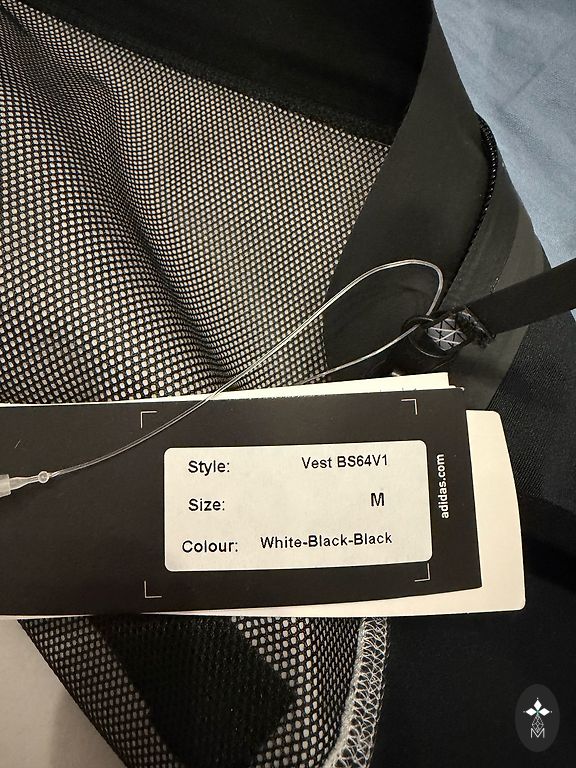 Style: Vest BS64V1
Size: M
Colour: White-Black-Black
adidas.com